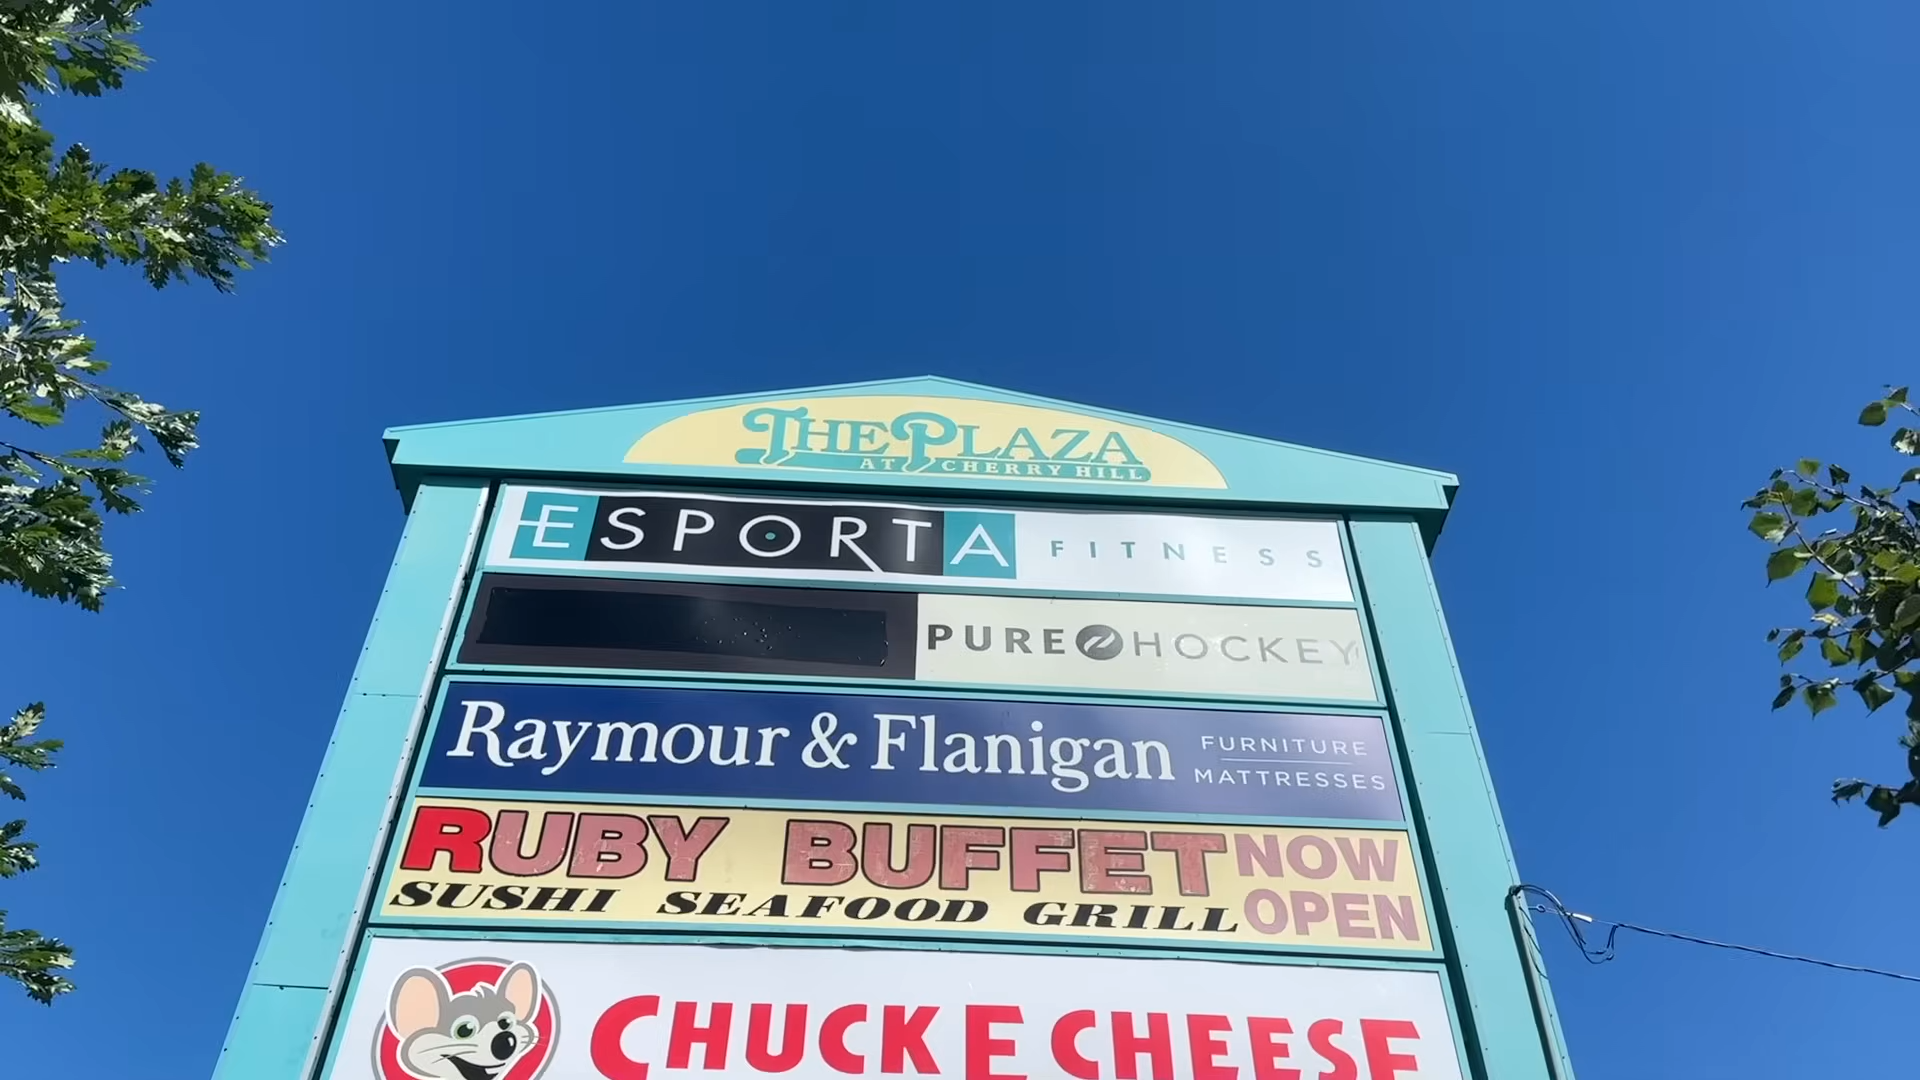 THE PLAZA
AT CHERRY HILL
ESPORTA FITNESS
PURE HOCKEY
Raymour & Flanigan FURNITURE
MATTRESSES
RUBY BUFFET NOW
SUSHI SEAFOOD GRILL OPEN
CHUCK E CHEESE